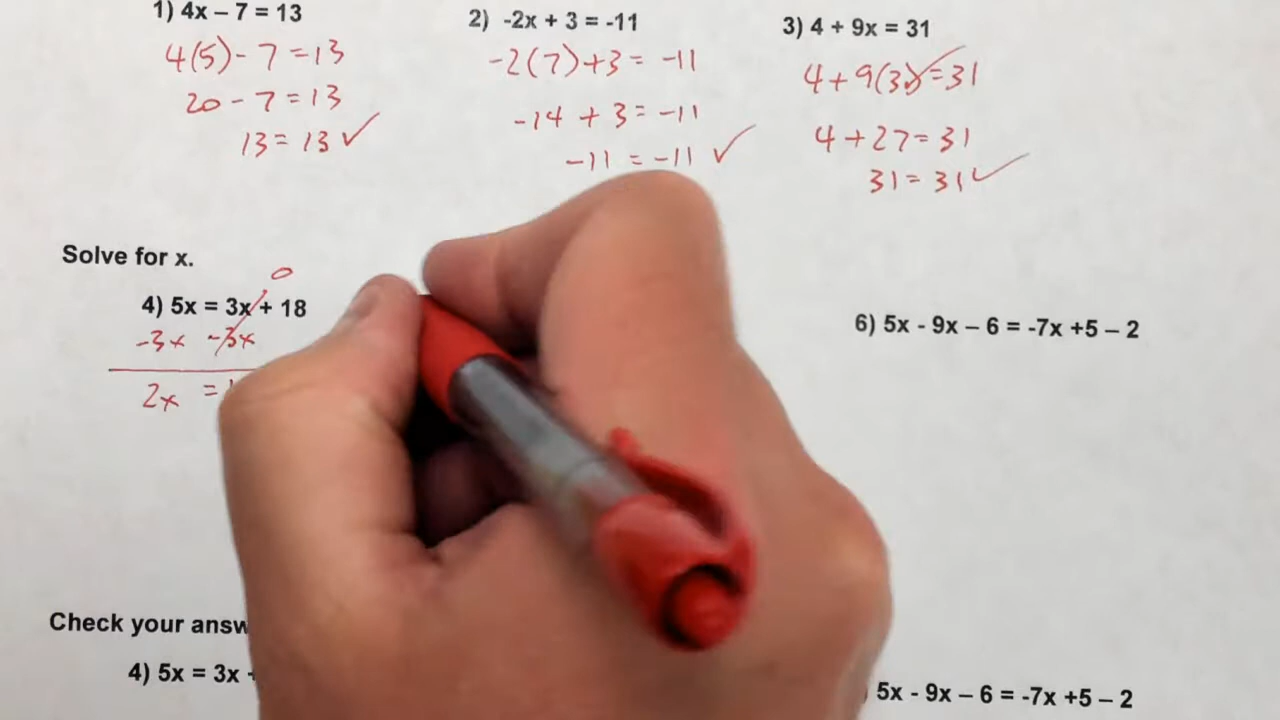 1) 4x – 7 = 13
4(5) - 7 = 13
20 - 7 = 13
13 = 13 ✓
2) -2x + 3 = -11
-2(7)+3 = -11
-14 + 3 = -11
-11 = -11 ✓
3) 4 + 9x = 31
4 + 9(3) = 31
4 + 27 = 31
31 = 31 ✓
Solve for x.
0
4) 5x = 3x + 18
-3x -3x
2x =
6) 5x - 9x – 6 = -7x +5 – 2
Check your
4) 5x = 3x
5x - 9x – 6 = -7x +5 – 2